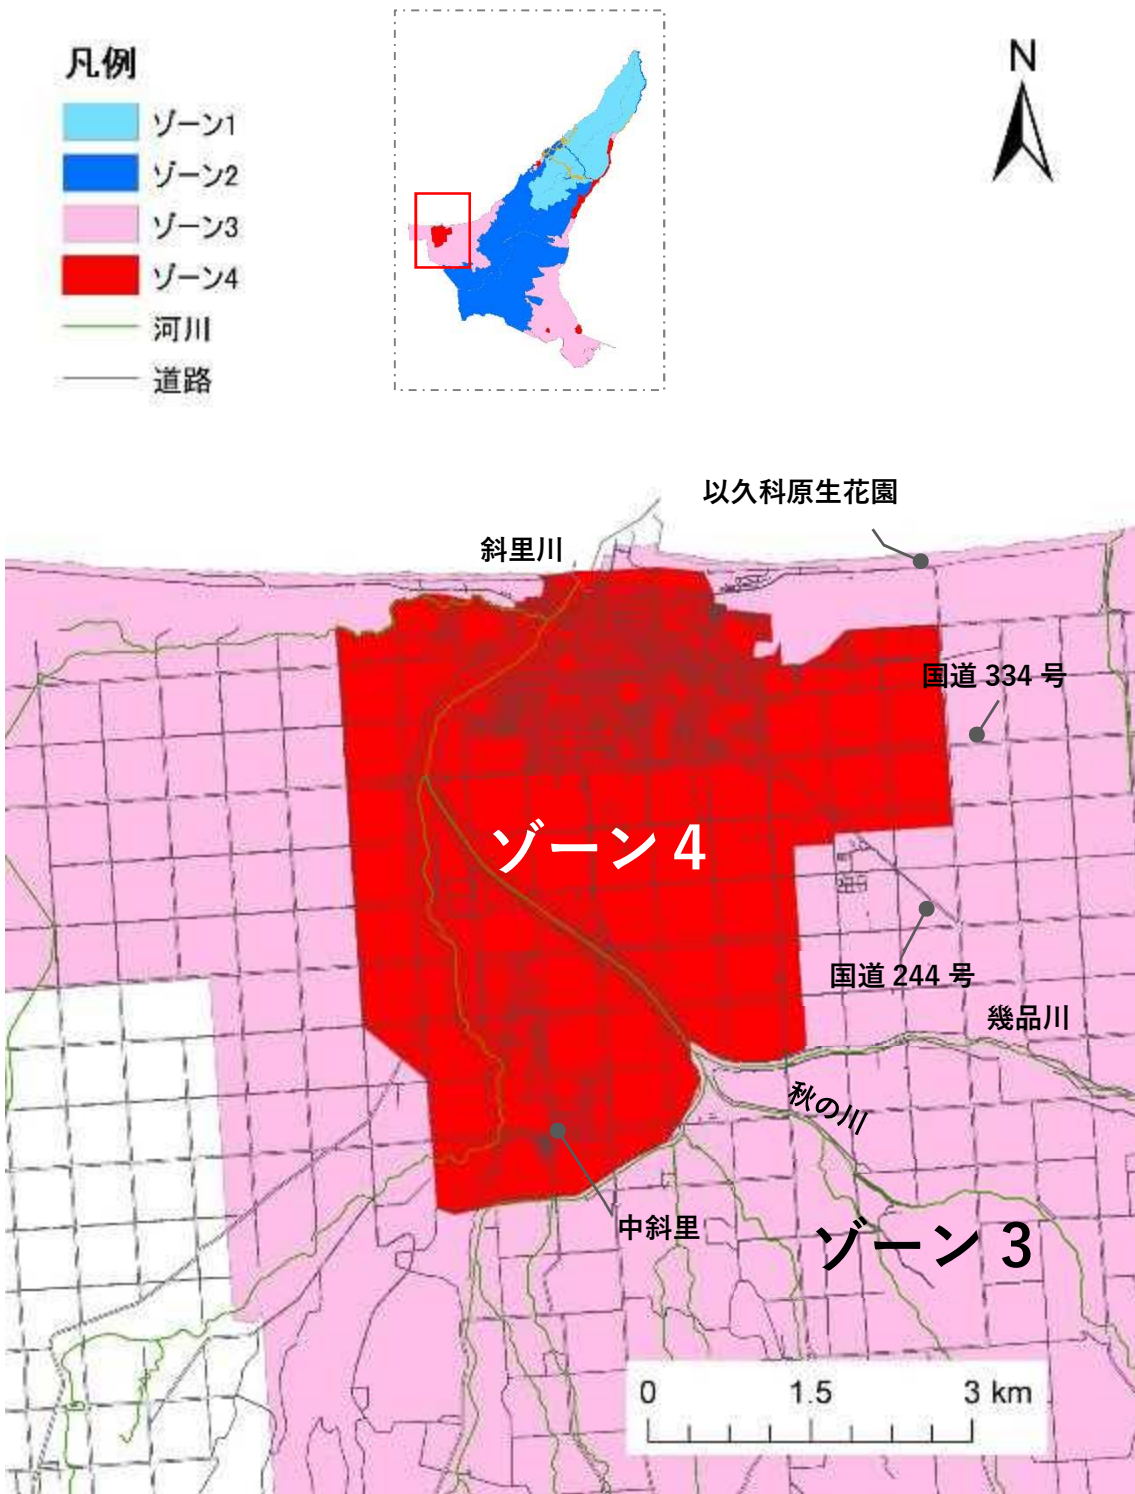 凡例
ゾーン1
ゾーン2
ゾーン3
ゾーン4
河川
道路
N
以久科原生花園
斜里川
国道 334 号
ゾーン 4
国道 244 号
幾品川
秋の川
中斜里
ゾーン 3
0 1.5 3 km